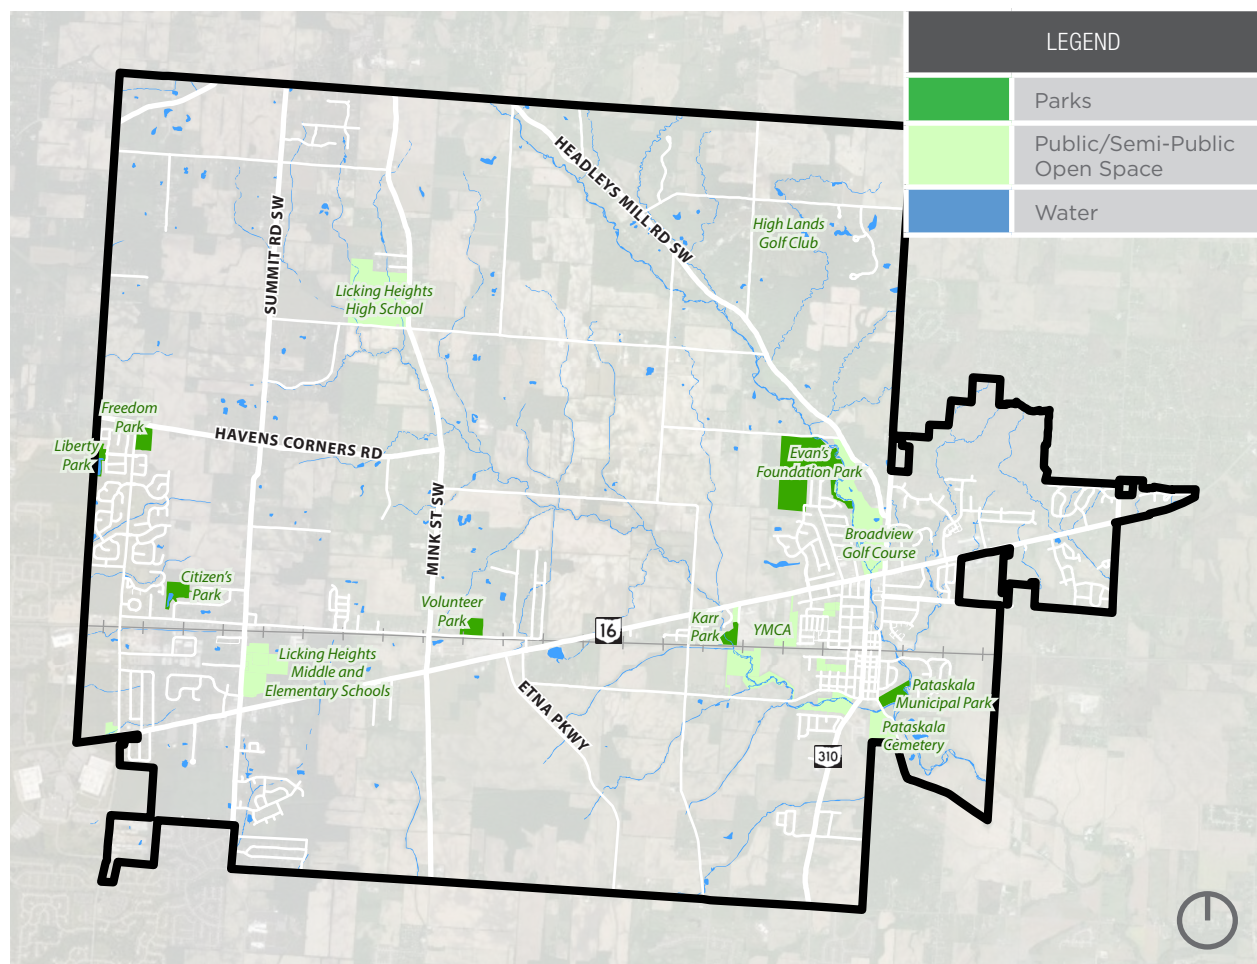 LEGEND
Parks
Public/Semi-Public
Open Space
Water
HEADLEYS MILL RD SW
SUMMIT RD SW
High Lands
Golf Club
Licking Heights
High School
Freedom
Park
HAVENS CORNERS RD
Liberty
Park
Evan's
Foundation Park
MINK ST SW
Broadview
Golf Course
Citizen's
Park
Volunteer
Park
16
Karr
Park
YMCA
Licking Heights
Middle and
Elementary Schools
ETNA PKWY
Pataskala
Municipal Park
Pataskala
Cemetery
310